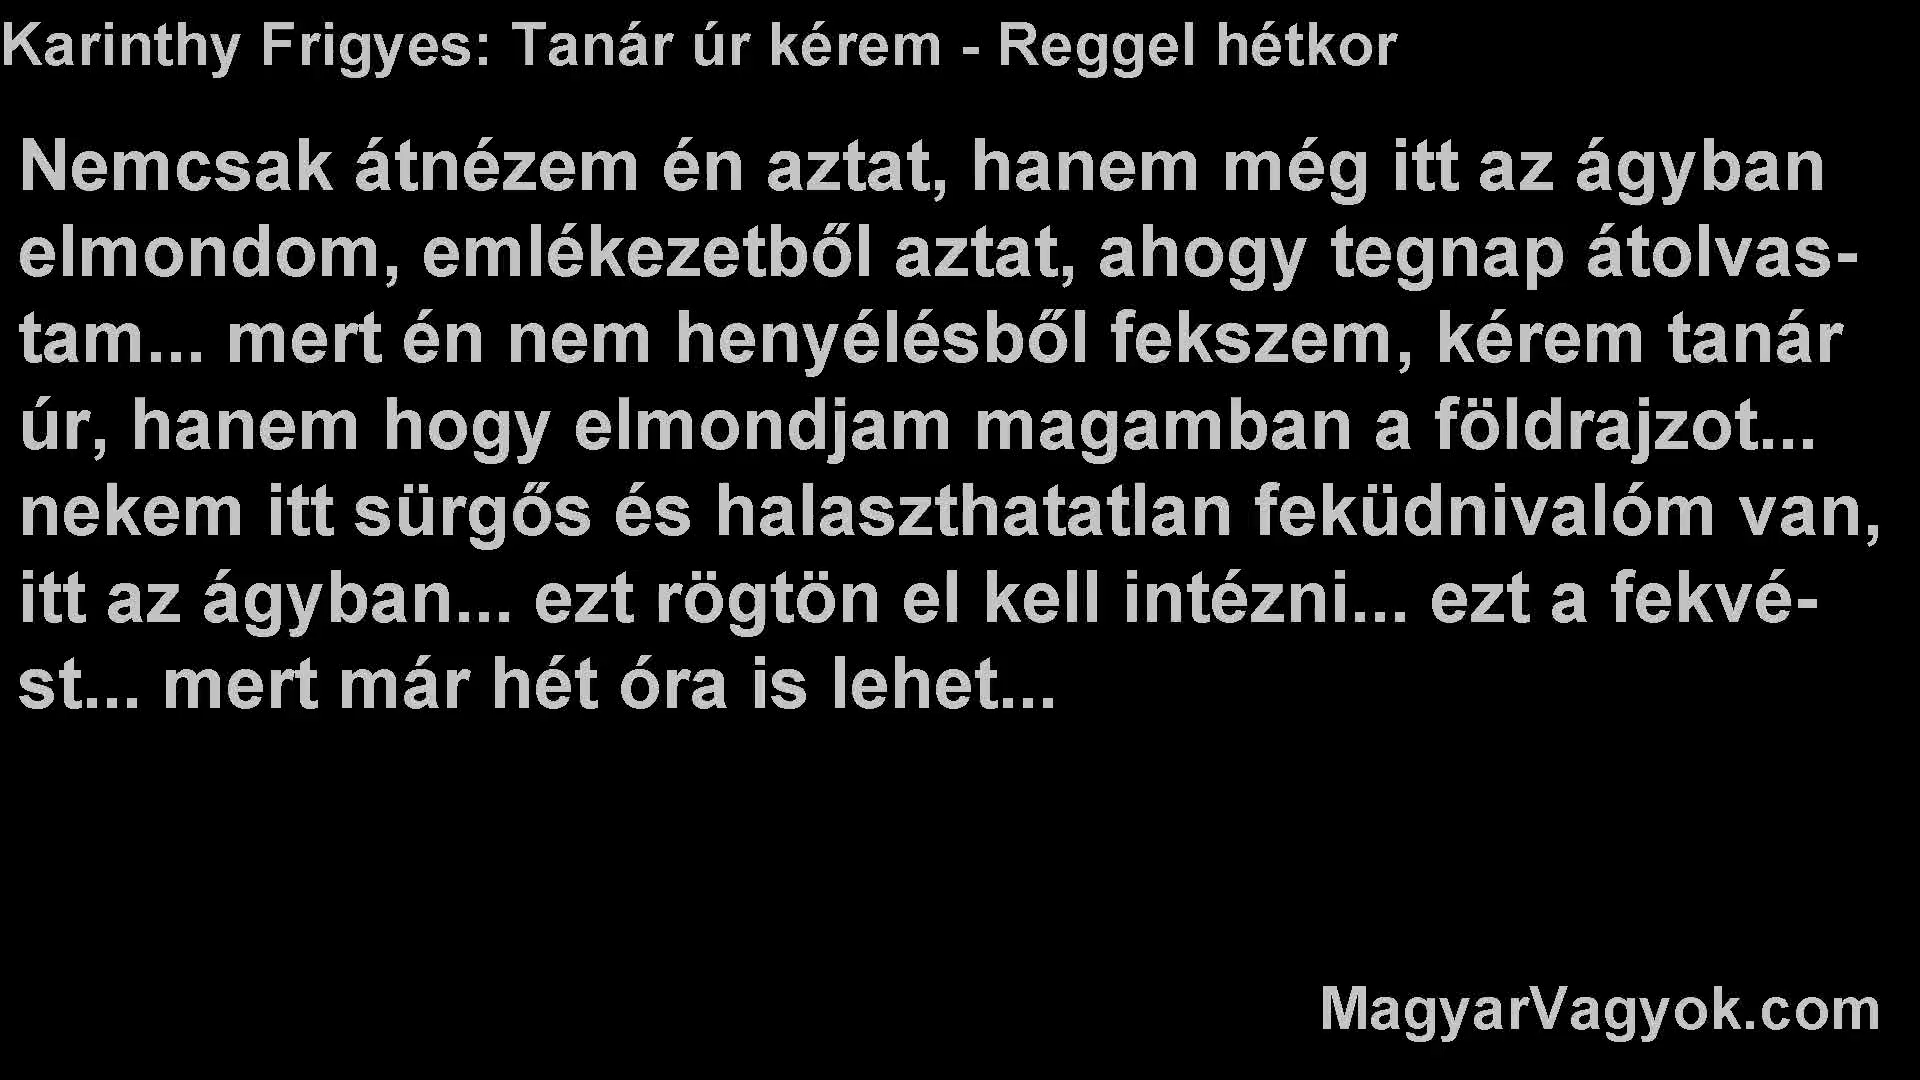 Karinthy Frigyes: Tanár úr kérem - Reggel hétkor
Nemcsak átnézem én aztat, hanem még itt az ágyban
elmondom, emlékezetből aztat, ahogy tegnap átolvas-
tam... mert én nem henyélésből fekszem, kérem tanár
úr, hanem hogy elmondjam magamban a földrajzot...
nekem itt sürgős és halaszthatatlan feküdnivalóm van,
itt az ágyban... ezt rögtön el kell intézni... ezt a fekvé-
st... mert már hét óra is lehet...
MagyarVagyok.com